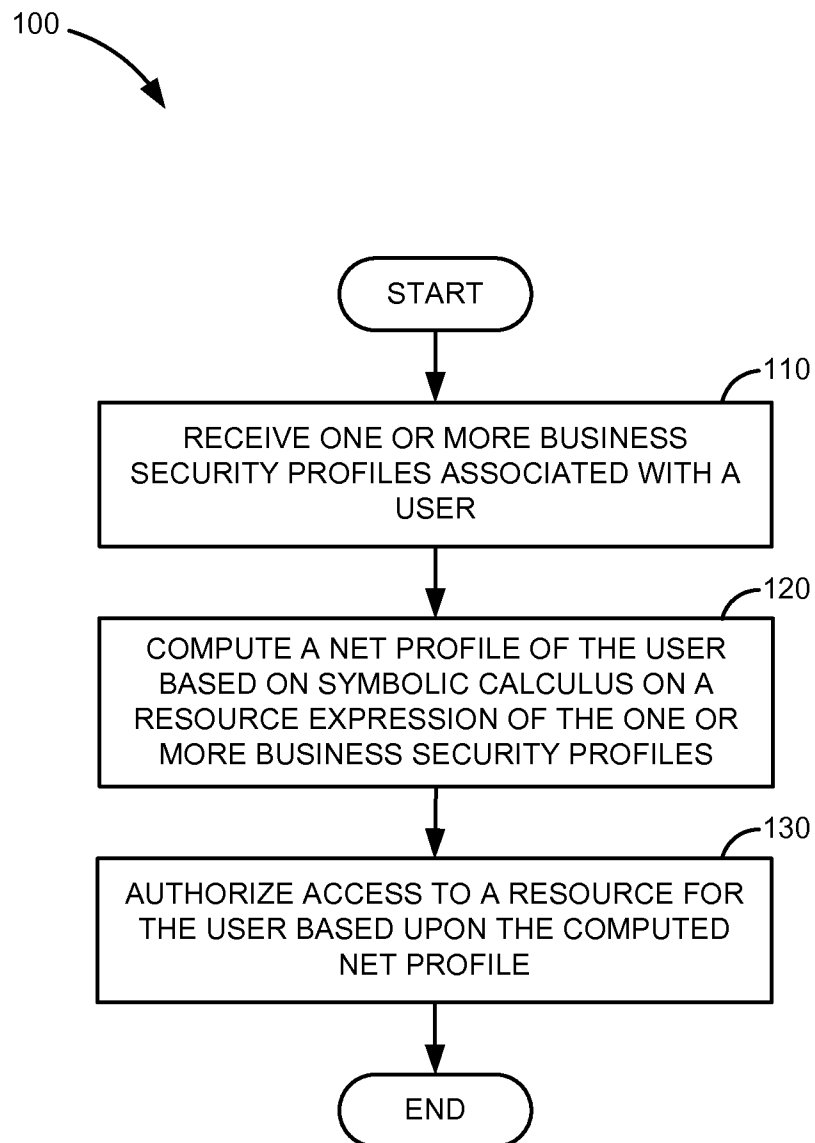 100
START
110
RECEIVE ONE OR MORE BUSINESS
SECURITY PROFILES ASSOCIATED WITH A
USER
120
COMPUTE A NET PROFILE OF THE USER
BASED ON SYMBOLIC CALCULUS ON A
RESOURCE EXPRESSION OF THE ONE OR
MORE BUSINESS SECURITY PROFILES
130
AUTHORIZE ACCESS TO A RESOURCE FOR
THE USER BASED UPON THE COMPUTED
NET PROFILE
END